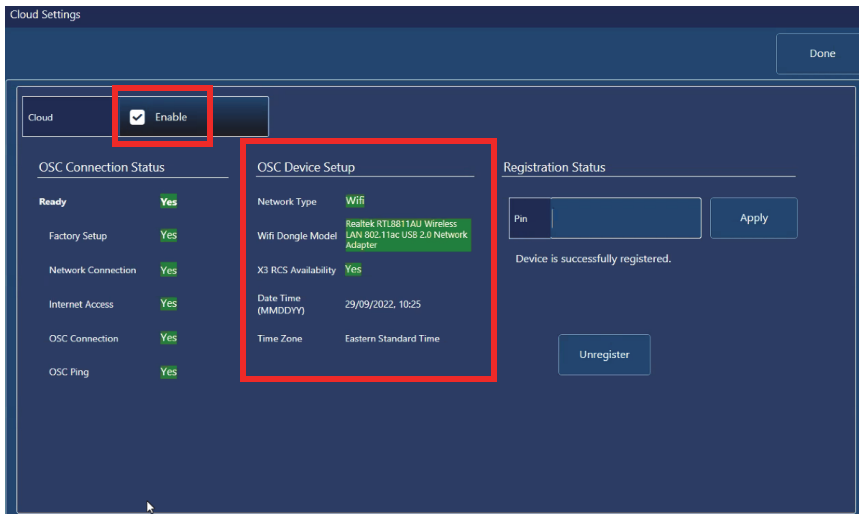 Cloud Settings
Done
Cloud
Enable
OSC Connection Status
Ready Yes
Factory Setup Yes
Network Connection Yes
Internet Access Yes
OSC Connection Yes
OSC Ping Yes
OSC Device Setup
Network Type Wifi
Wifi Dongle Model
Realtek RTL8811AU Wireless
LAN 802.11ac USB 2.0 Network
Adapter
X3 RCS Availability Yes
Date Time
(MMDDYY)
29/09/2022, 10:25
Time Zone Eastern Standard Time
Registration Status
Pin
Apply
Device is successfully registered.
Unregister